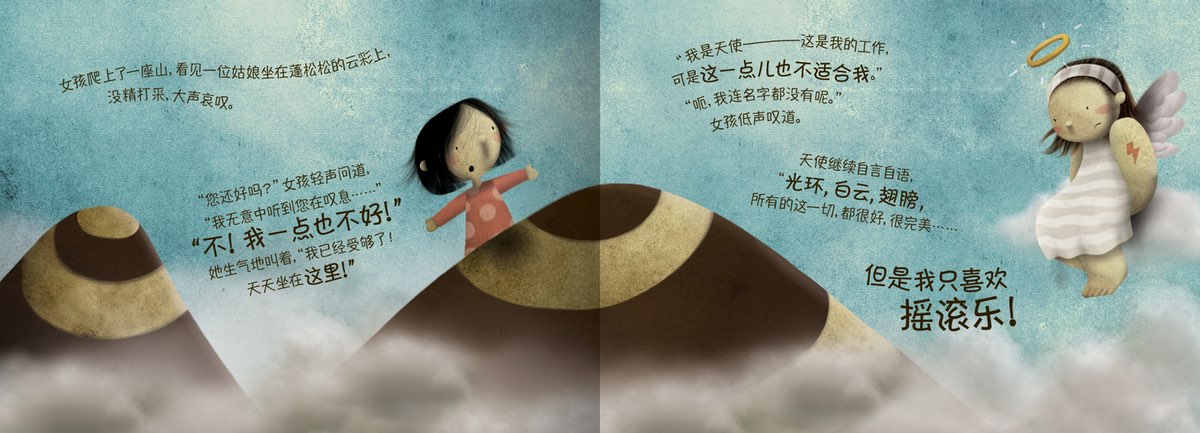 女孩爬上了一座山，看见一位姑娘坐在蓬松松的云彩上，
没精打采，大声哀叹。
“您还好吗？”女孩轻声问道，
“我无意中听到您在叹息……”
“不！我一点也不好！”
她生气地叫着，“我已经受够了！
天天坐在这里！”
“我是天使————这是我的工作，
可是这一点儿也不适合我。”
“呃，我连名字都没有呢。”
女孩低声叹道。
天使继续自言自语，
“光环，白云，翅膀，
所有的这一切，都很好，很完美……
但是我只喜欢
摇滚乐！